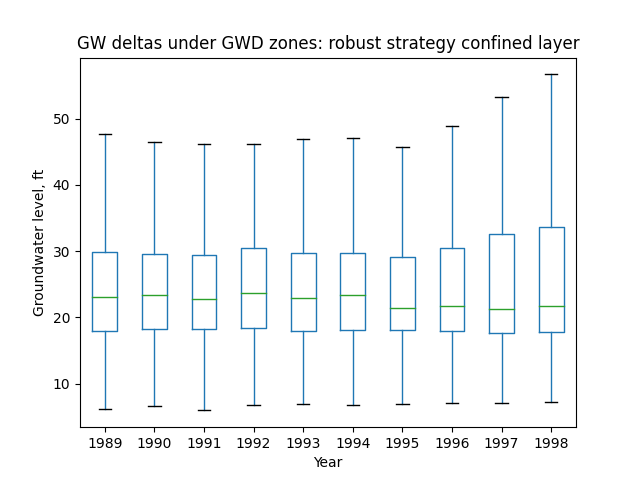 GW deltas under GWD zones: robust strategy confined layer
Groundwater level, ft
50
40
30
20
10
1989 1990 1991 1992 1993 1994 1995 1996 1997 1998
Year